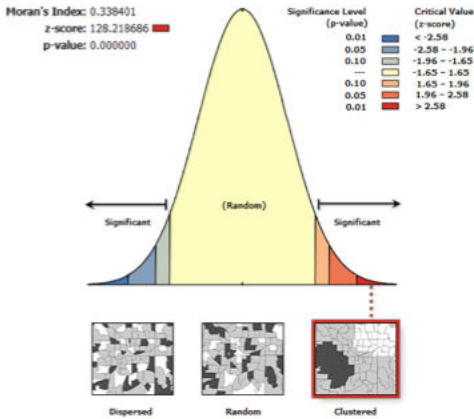 Moran's Index: 0.338401
z-score: 128.218686
p-value: 0.000000
Significance Level (p-value)
Critical Value (z-score)
0.01 < -2.58
0.05 -2.58 – -1.96
0.10 -1.96 – -1.65
--- -1.65 – 1.65
0.10 1.65 – 1.96
0.05 1.96 – 2.58
0.01 > 2.58
Significant
(Random)
Significant
Dispersed
Random
Clustered